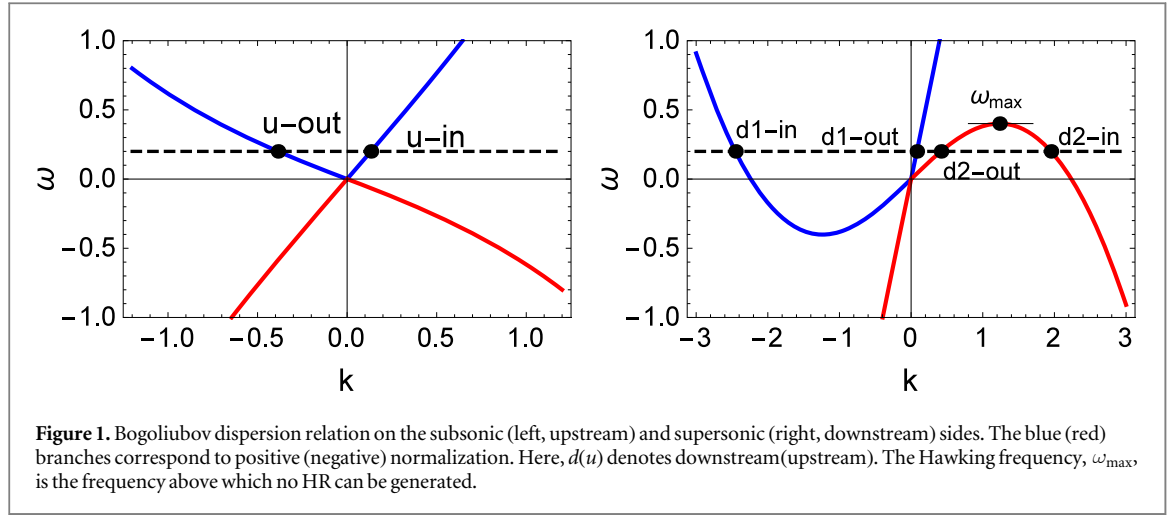 1.0
0.5
0.0
−0.5
−1.0
ω
−1.0 −0.5 0.0 0.5 1.0
k
u−out
u−in
1.0
0.5
0.0
−0.5
−1.0
ω
−3 −2 −1 0 1 2 3
k
ωmax
d1−in
d1−out
d2−in
d2−out
Figure 1. Bogoliubov dispersion relation on the subsonic (left, upstream) and supersonic (right, downstream) sides. The blue (red)
branches correspond to positive (negative) normalization. Here, d(u) denotes downstream(upstream). The Hawking frequency, ωmax,
is the frequency above which no HR can be generated.